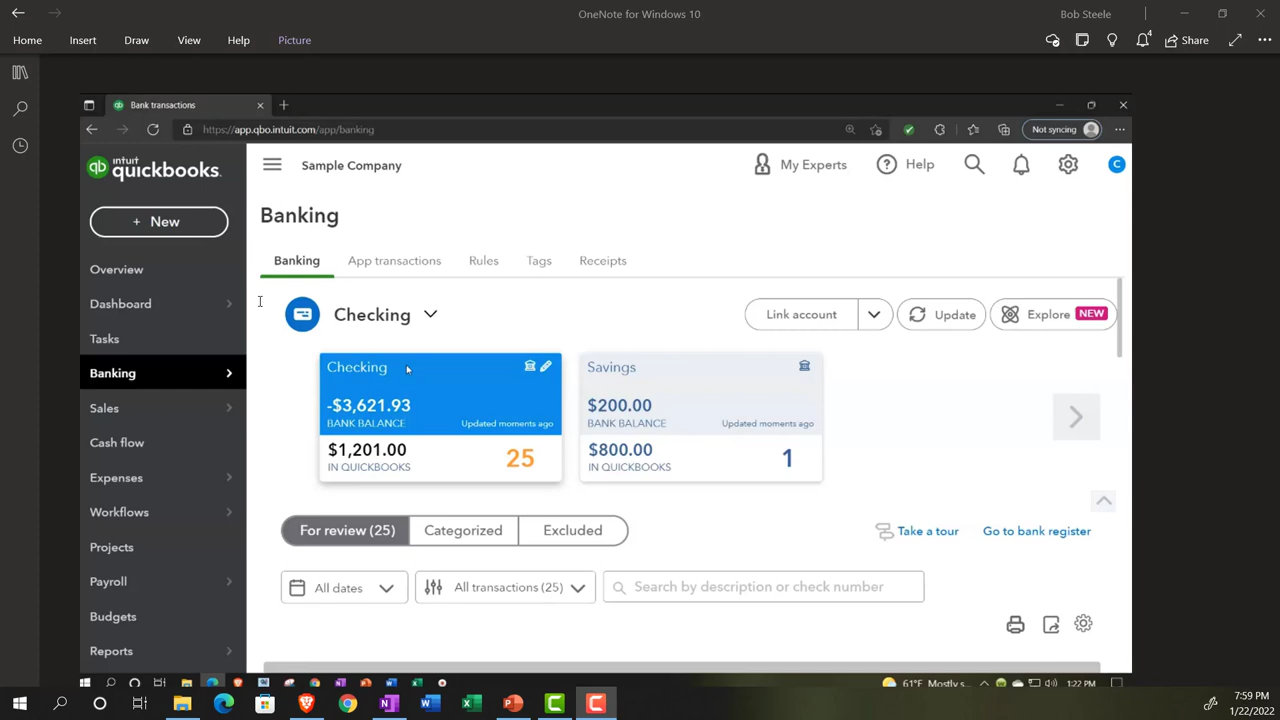 OneNote for Windows 10
Bob Steele
Home Insert Draw View Help Picture
Share
Bank transactions
https://app.qbo.intuit.com/app/banking
Not syncing
intuit quickbooks.
Sample Company
My Experts
Help
C
+ New
Overview
Dashboard
Tasks
Banking
Sales
Cash flow
Expenses
Workflows
Projects
Payroll
Budgets
Reports
Banking
Banking App transactions Rules Tags Receipts
Checking
Link account
Update
Explore NEW
Checking
-$3,621.93
BANK BALANCE Updated moments ago
$1,201.00
IN QUICKBOOKS
25
Savings
$200.00
BANK BALANCE Updated moments ago
$800.00
IN QUICKBOOKS
1
For review (25) Categorized Excluded
Take a tour Go to bank register
All dates All transactions (25) Search by description or check number
61°F Mostly s...
1:22 PM
7:59 PM
1/22/2022